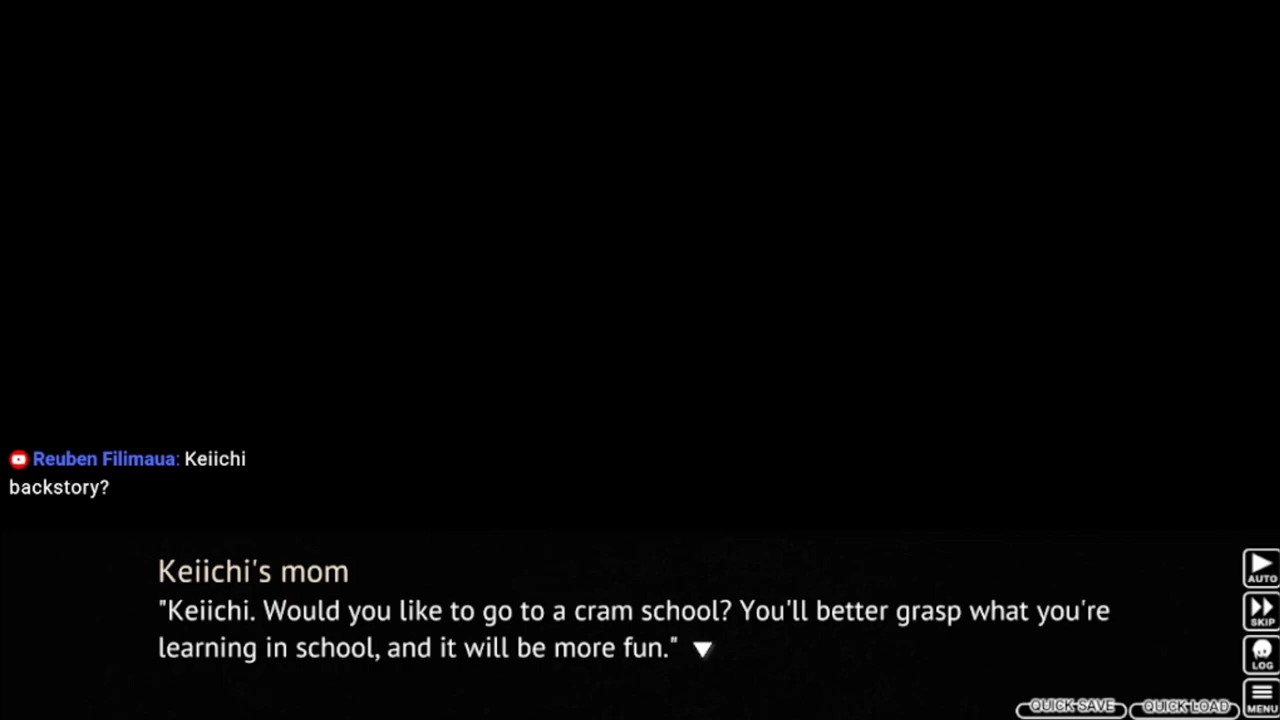 Reuben Filimaua: Keiichi
backstory?
Keiichi's mom
"Keiichi. Would you like to go to a cram school? You'll better grasp what you're
learning in school, and it will be more fun."
AUTO
SKIP
LOG
MENU
QUICK SAVE QUICK LOAD